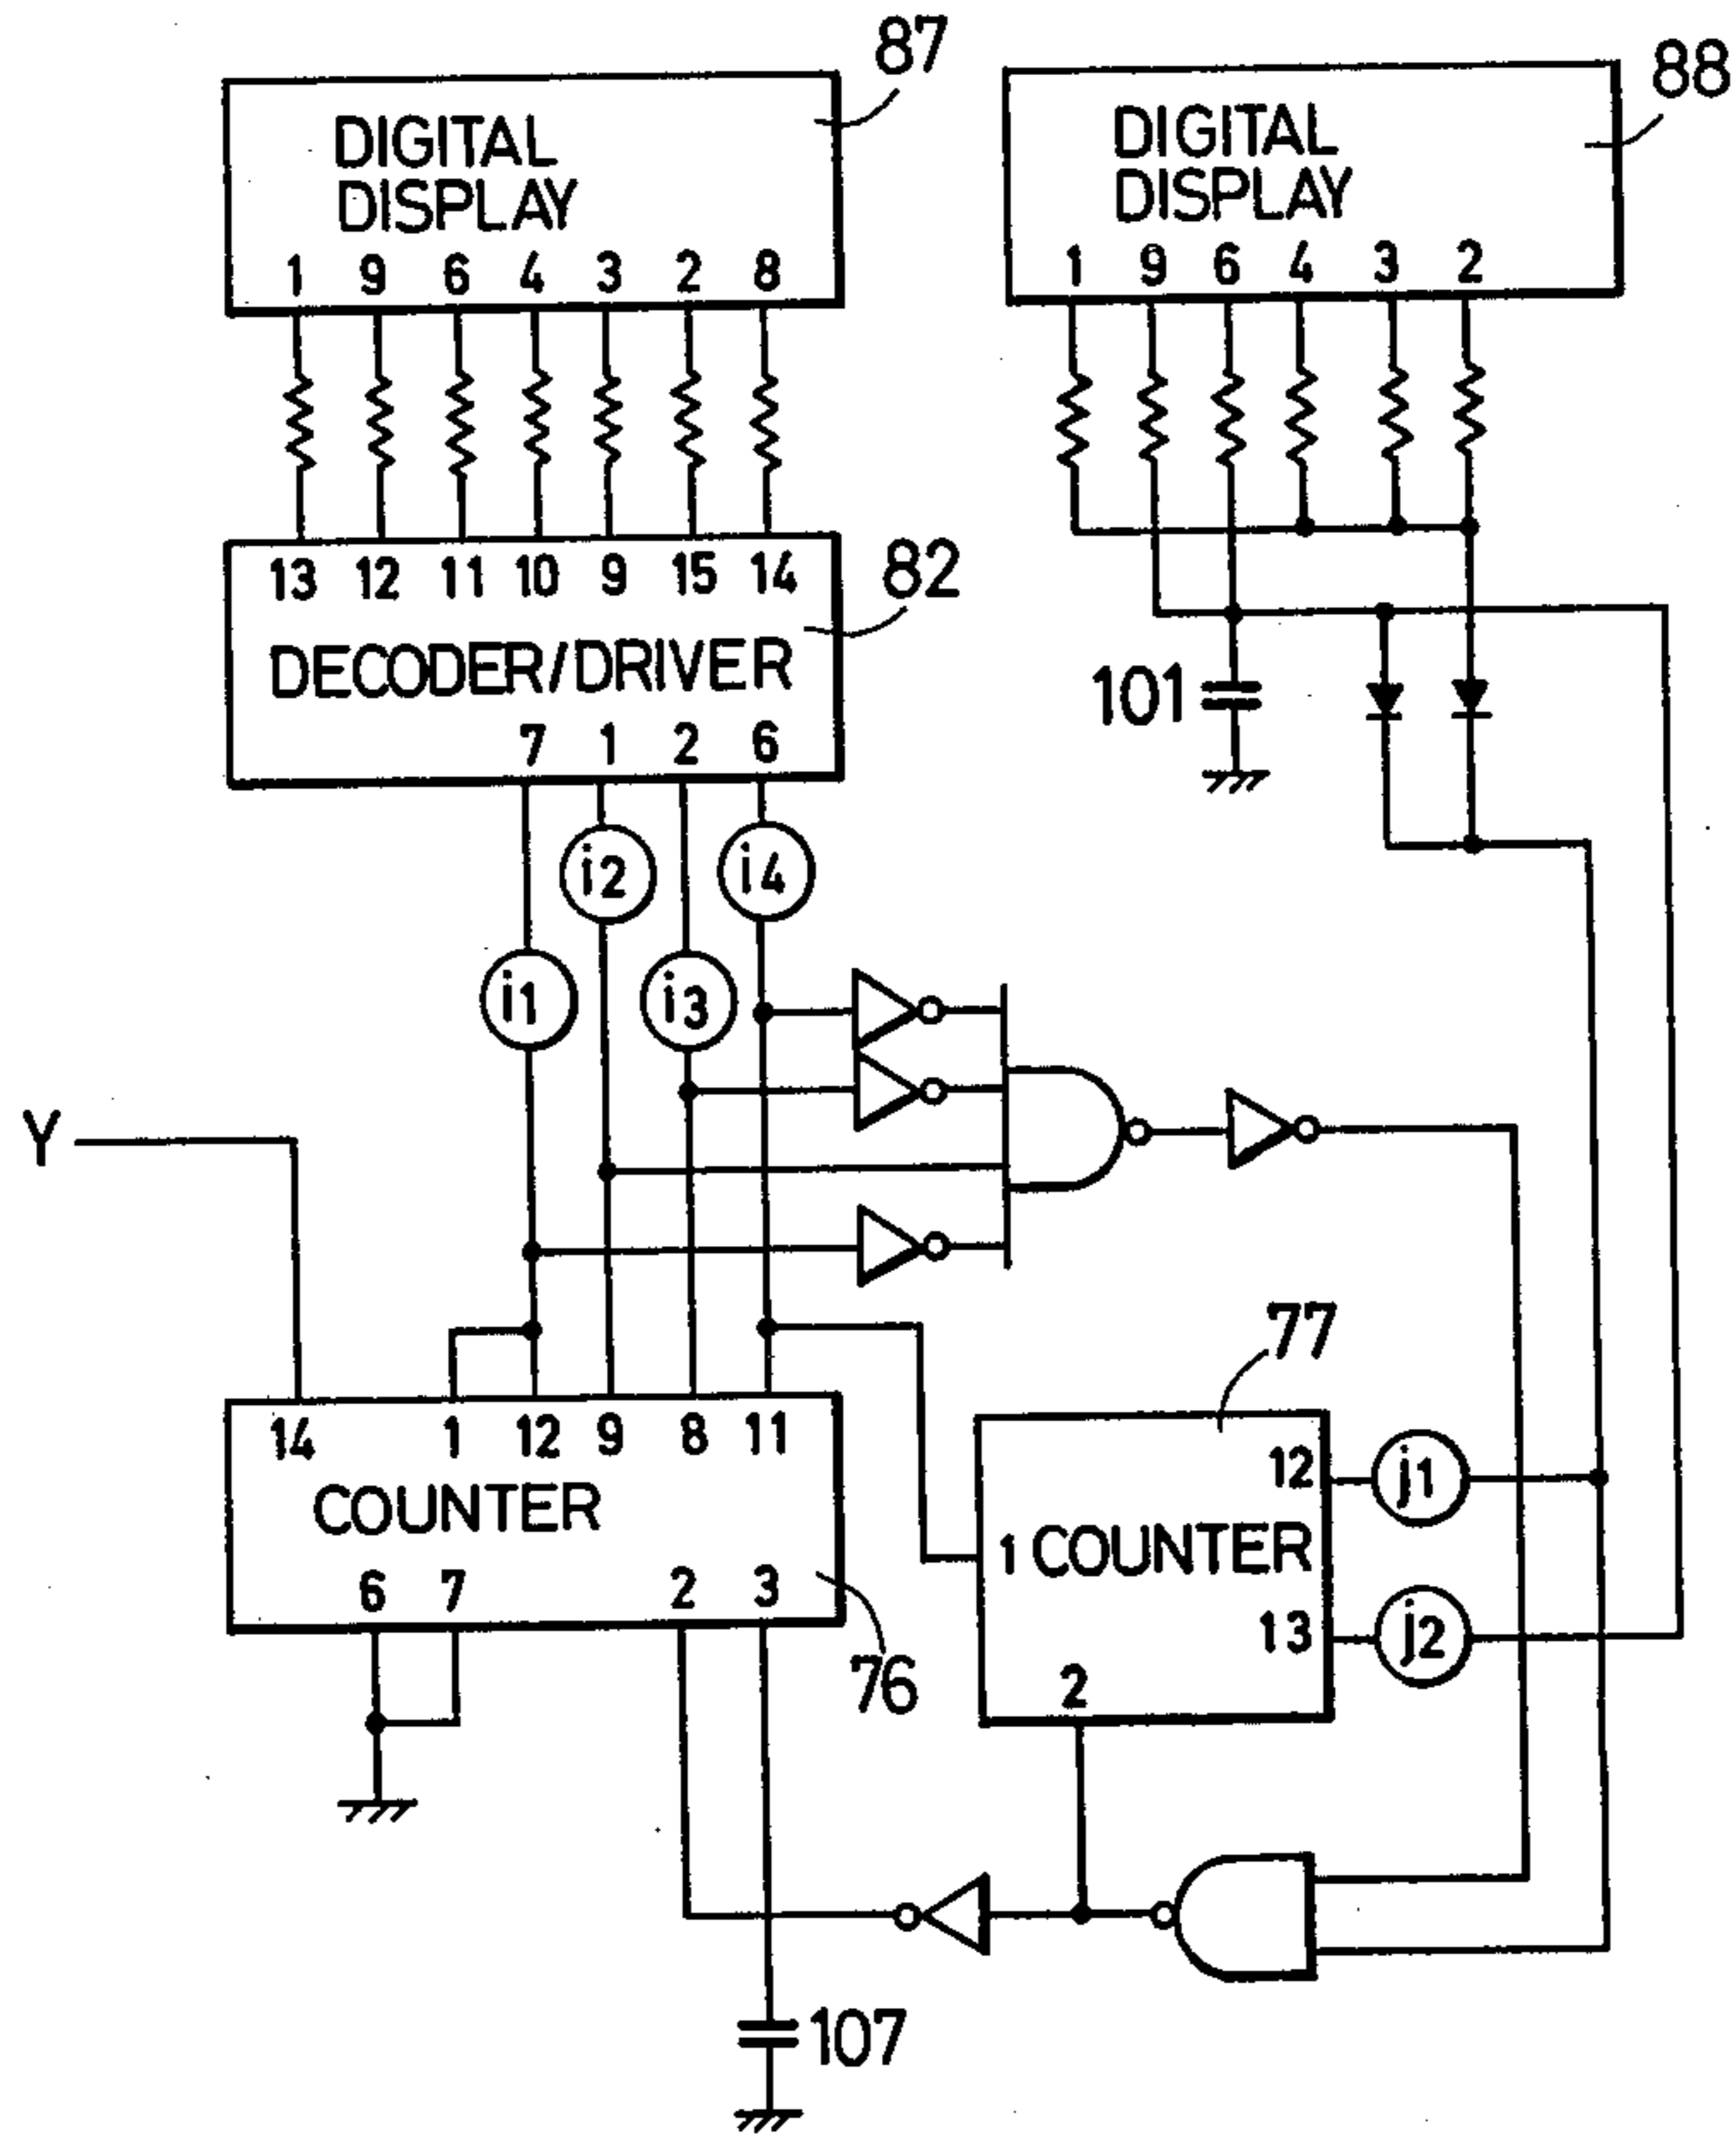 87
88
DIGITAL
DISPLAY
1 9 6 4 3 2 8
DIGITAL
DISPLAY
1 9 6 4 3 2
13 12 11 10 9 15 14
82
DECODER/DRIVER
7 1 2 6
101
i2
i4
i1
i3
Y
77
14 1 12 9 8 11
COUNTER
6 7 2 3
76
12
j1
1 COUNTER
13
j2
2
107